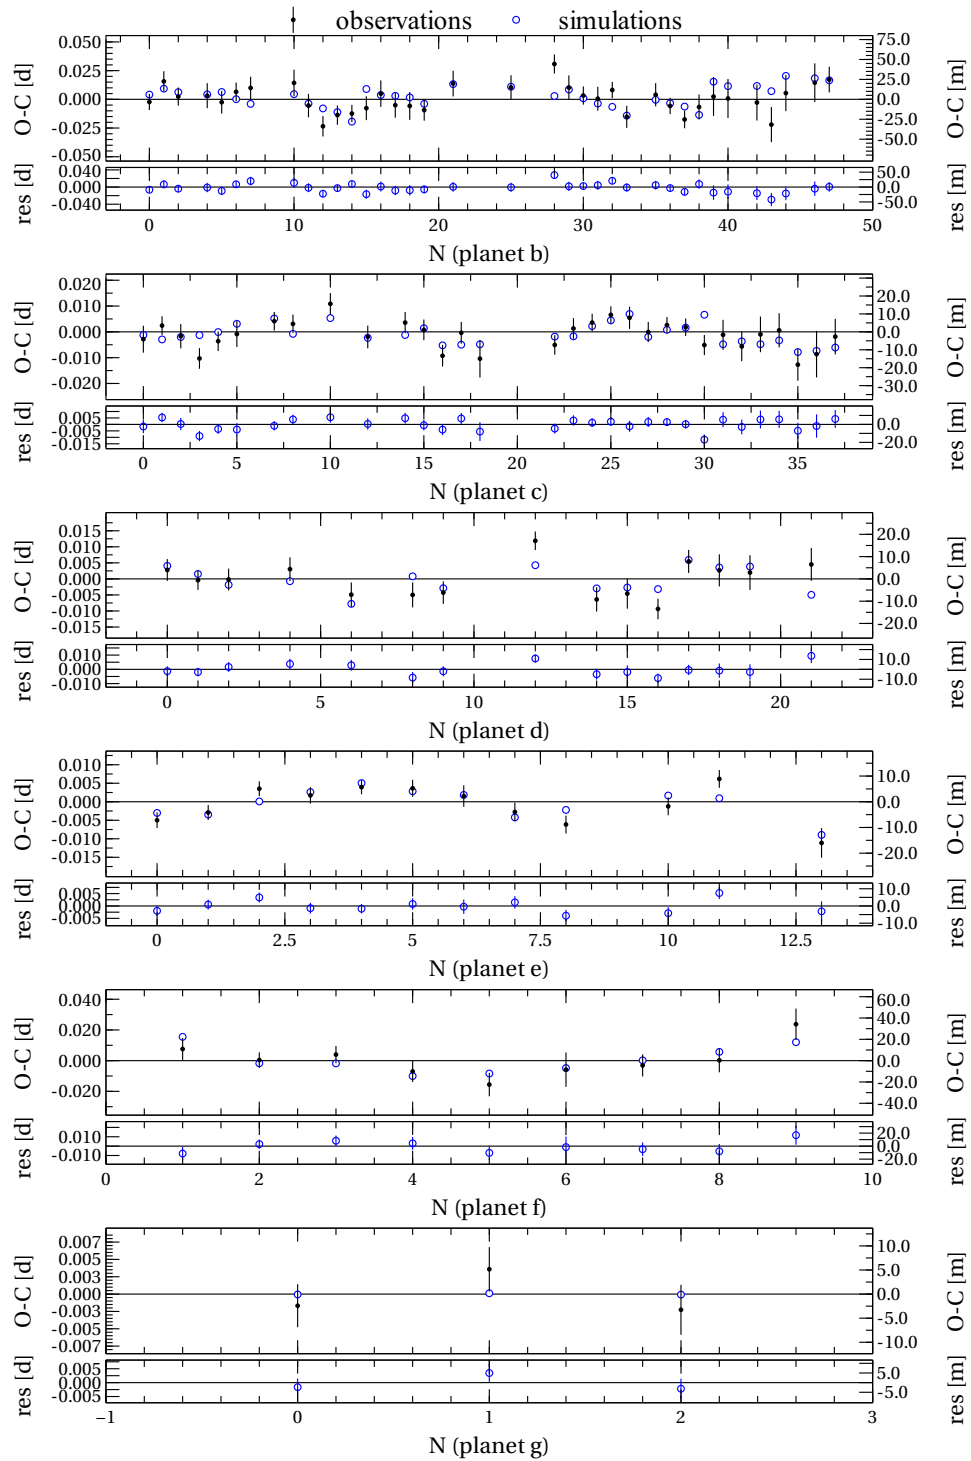 observations simulations
0.050
0.025
0.000
-0.025
-0.050
O-C [d]
75.0
50.0
25.0
0.0
-25.0
-50.0
O-C [m]
0.040
0.000
-0.040
res [d]
50.0
0.0
-50.0
res [m]
0 10 20 30 40 50
N (planet b)
0.020
0.010
0.000
-0.010
-0.020
O-C [d]
20.0
10.0
0.0
-10.0
-20.0
-30.0
O-C [m]
0.005
-0.005
-0.015
res [d]
0.0
-20.0
res [m]
0 5 10 15 20 25 30 35
N (planet c)
0.015
0.010
0.005
0.000
-0.005
-0.010
-0.015
O-C [d]
20.0
10.0
0.0
-10.0
-20.0
O-C [m]
0.000
-0.010
res [d]
10.0
-10.0
res [m]
0 5 10 15 20
N (planet d)
0.010
0.005
0.000
-0.005
-0.010
-0.015
O-C [d]
10.0
0.0
-10.0
-20.0
O-C [m]
0.005
0.000
-0.005
res [d]
10.0
0.0
-10.0
res [m]
0 2.5 5 7.5 10 12.5
N (planet e)
0.040
0.020
0.000
-0.020
O-C [d]
60.0
40.0
20.0
0.0
-20.0
-40.0
O-C [m]
0.010
-0.010
res [d]
20.0
0.0
-20.0
res [m]
0 2 4 6 8 10
N (planet f)
0.007
0.005
0.003
0.000
-0.003
-0.005
-0.007
O-C [d]
10.0
5.0
0.0
-5.0
-10.0
O-C [m]
0.005
0.000
-0.005
res [d]
5.0
-5.0
res [m]
−1 0 1 2 3
N (planet g)